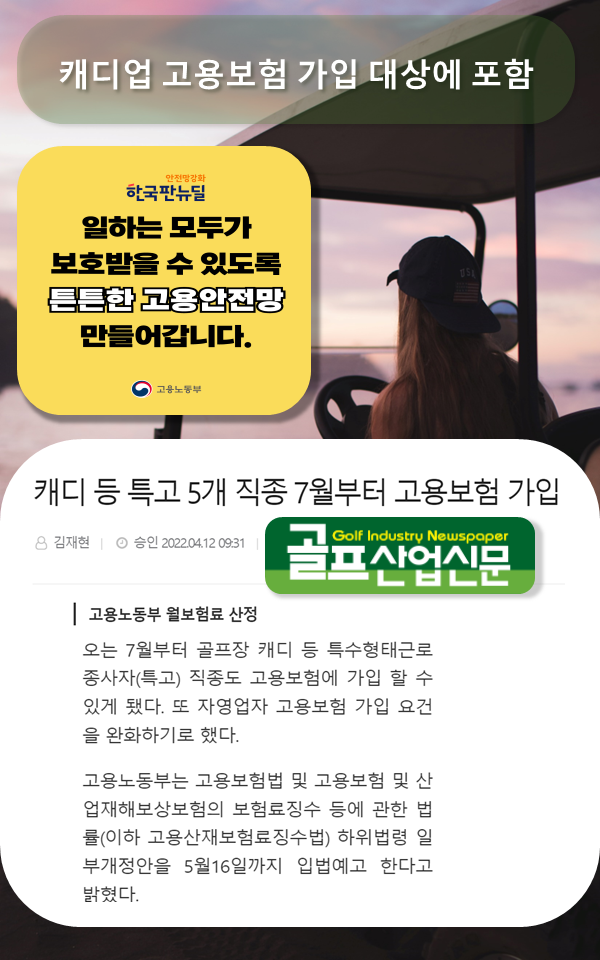 캐디업 고용보험 가입 대상에 포함
안전망강화
한국판뉴딜
일하는 모두가
보호받을 수 있도록
튼튼한 고용안전망
만들어갑니다.
고용노동부
USA
캐디 등 특고 5개 직종 7월부터 고용보험 가입
김재현 | 승인 2022.04.12 09:31 |
Golf Industry Newspaper
골프산업신문
고용노동부 월보험료 산정
오는 7월부터 골프장 캐디 등 특수형태근로
종사자(특고) 직종도 고용보험에 가입 할 수
있게 됐다. 또 자영업자 고용보험 가입 요건
을 완화하기로 했다.
고용노동부는 고용보험법 및 고용보험 및 산
업재해보상보험의 보험료징수 등에 관한 법
률(이하 고용산재보험료징수법) 하위법령 일
부개정안을 5월16일까지 입법예고 한다고
밝혔다.